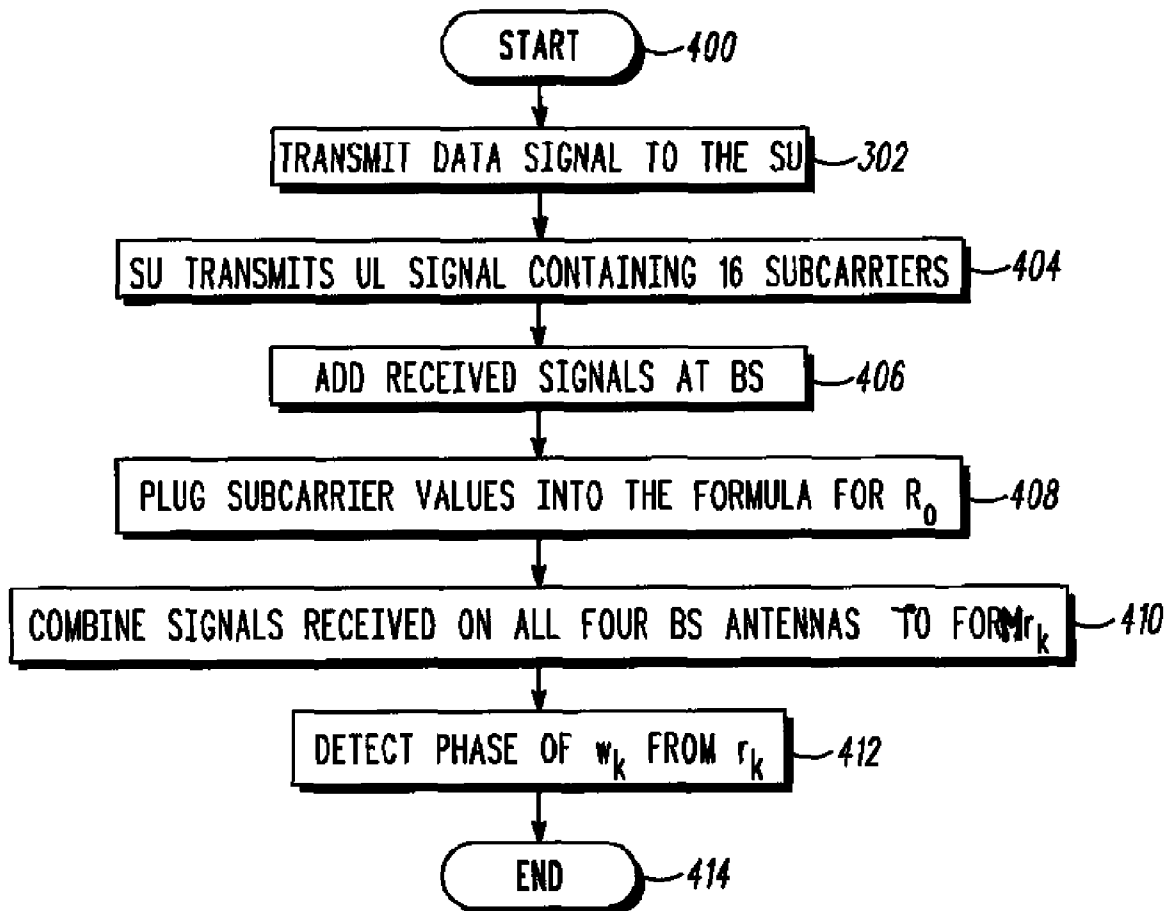 START 400
TRANSMIT DATA SIGNAL TO THE SU 302
SU TRANSMITS UL SIGNAL CONTAINING 16 SUBCARRIERS 404
ADD RECEIVED SIGNALS AT BS 406
PLUG SUBCARRIER VALUES INTO THE FORMULA FOR R₀ 408
COMBINE SIGNALS RECEIVED ON ALL FOUR BS ANTENNAS TO FORMrₖ 410
DETECT PHASE OF wₖ FROM rₖ 412
END 414